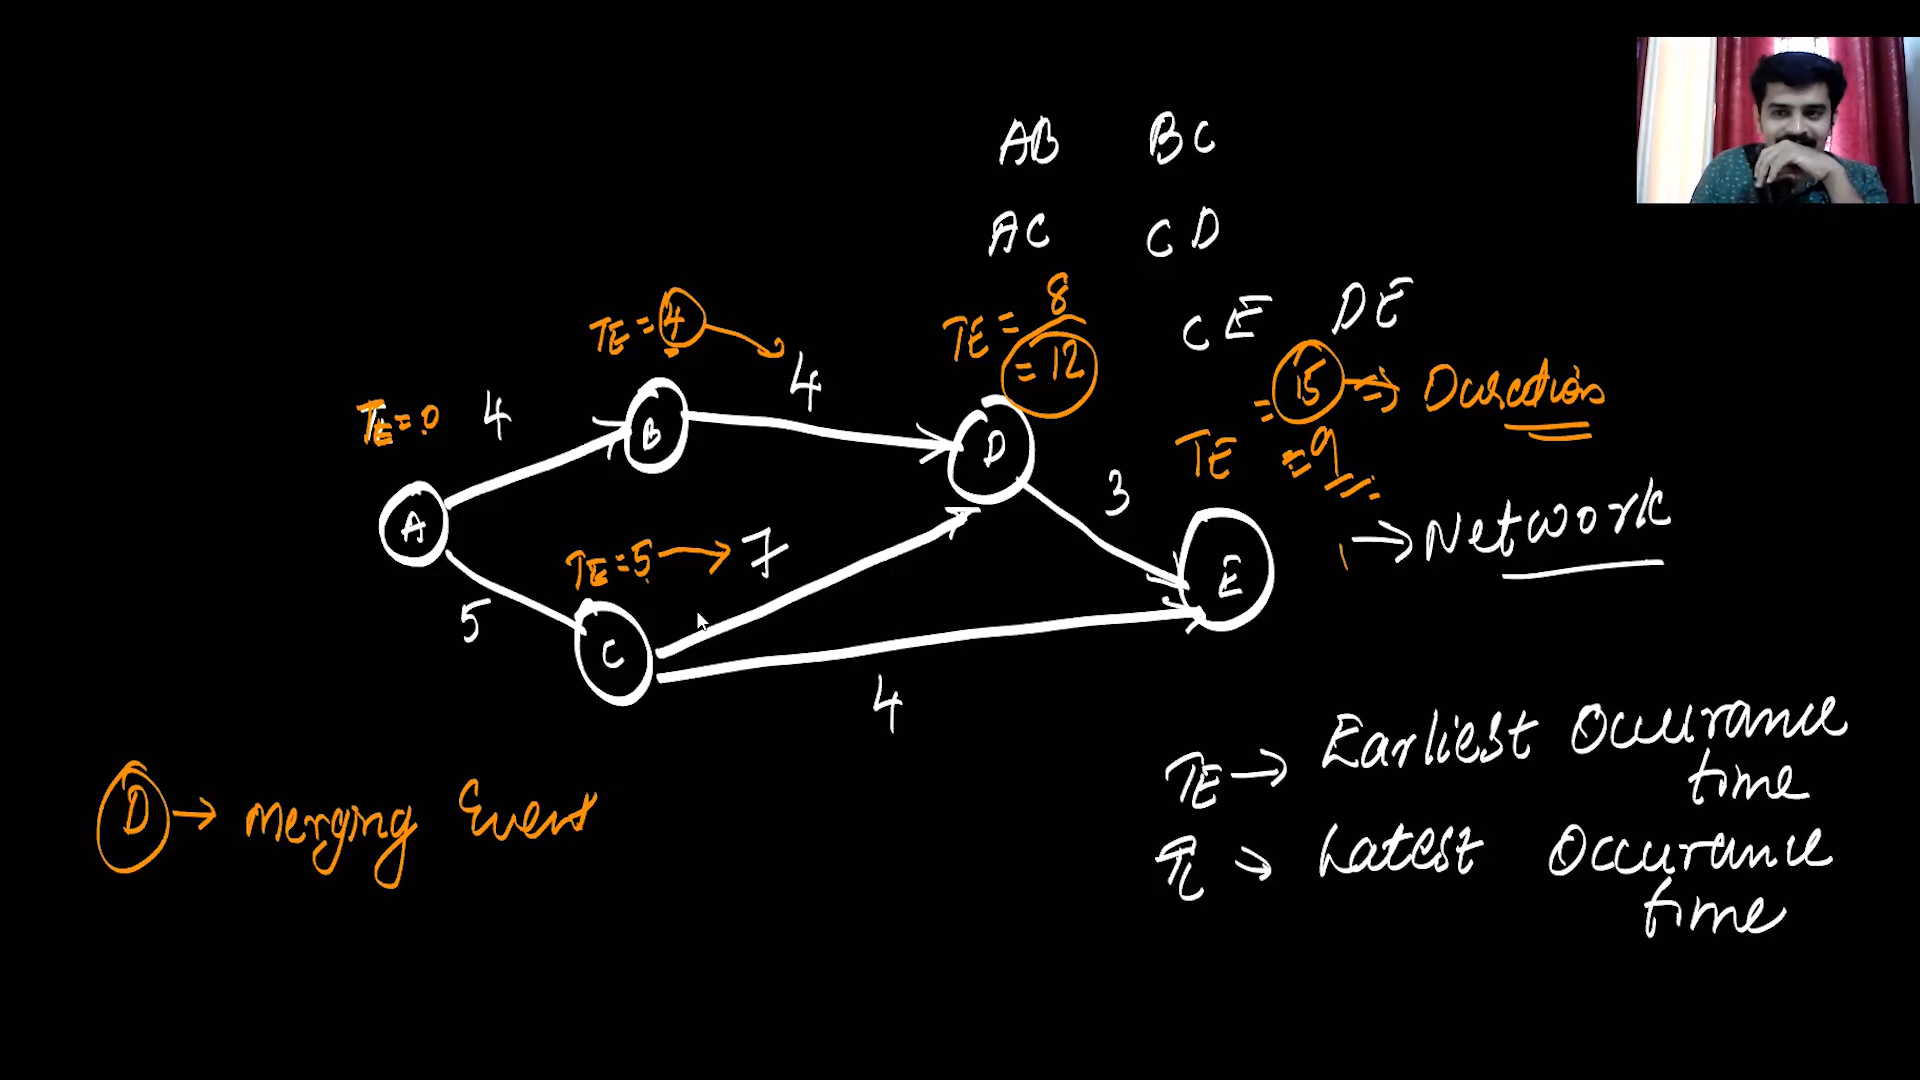 AB BC
AC CD
CE DE
TE = 4
TE = 8
= 12
= 15 → Duration
TE = 0
4
4
B
D
TE = 9
3
A
→ Network
TE = 5 → 7
E
5
C
4
TE → Earliest Occurance
time
D → Merging Event
TL → Latest Occurance
time